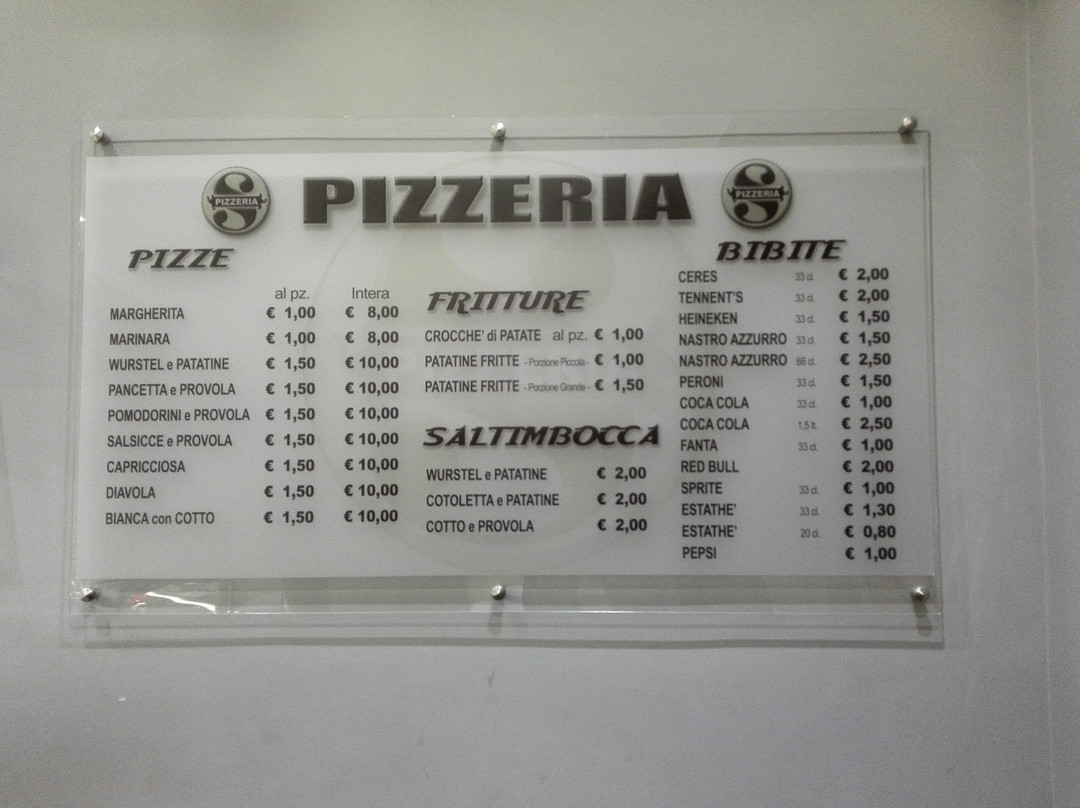 PIZZERIA
PIZZERIA
PIZZERIA
PIZZE
al pz. Intera
MARGHERITA € 1,00 € 8,00
MARINARA € 1,00 € 8,00
WURSTEL e PATATINE € 1,50 € 10,00
PANCETTA e PROVOLA € 1,50 € 10,00
POMODORINI e PROVOLA € 1,50 € 10,00
SALSICCE e PROVOLA € 1,50 € 10,00
CAPRICCIOSA € 1,50 € 10,00
DIAVOLA € 1,50 € 10,00
BIANCA con COTTO € 1,50 € 10,00
FRITTURE
CROCCHE' di PATATE al pz. € 1,00
PATATINE FRITTE - Porzione Piccola - € 1,00
PATATINE FRITTE - Porzione Grande - € 1,50
SALTIMBOCCA
WURSTEL e PATATINE € 2,00
COTOLETTA e PATATINE € 2,00
COTTO e PROVOLA € 2,00
BIBITE
CERES 33 cl. € 2,00
TENNENT'S 33 cl. € 2,00
HEINEKEN 33 cl. € 1,50
NASTRO AZZURRO 33 cl. € 1,50
NASTRO AZZURRO 66 cl. € 2,50
PERONI 33 cl. € 1,50
COCA COLA 33 cl. € 1,00
COCA COLA 1,5 lt. € 2,50
FANTA 33 cl. € 1,00
RED BULL € 2,00
SPRITE 33 cl. € 1,00
ESTATHE' 33 cl. € 1,30
ESTATHE' 20 cl. € 0,80
PEPSI € 1,00